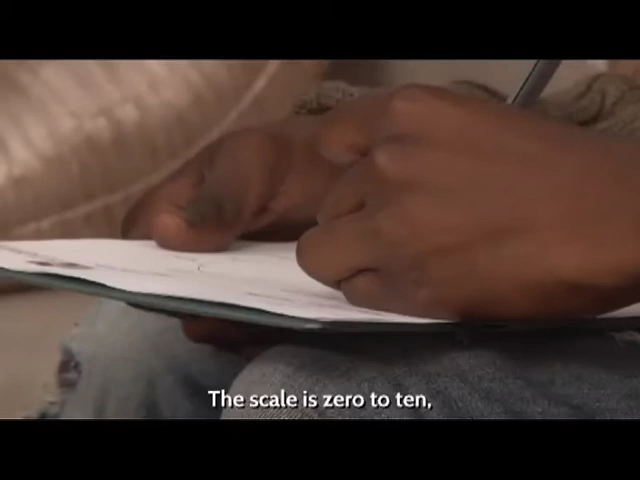 The scale is zero to ten,